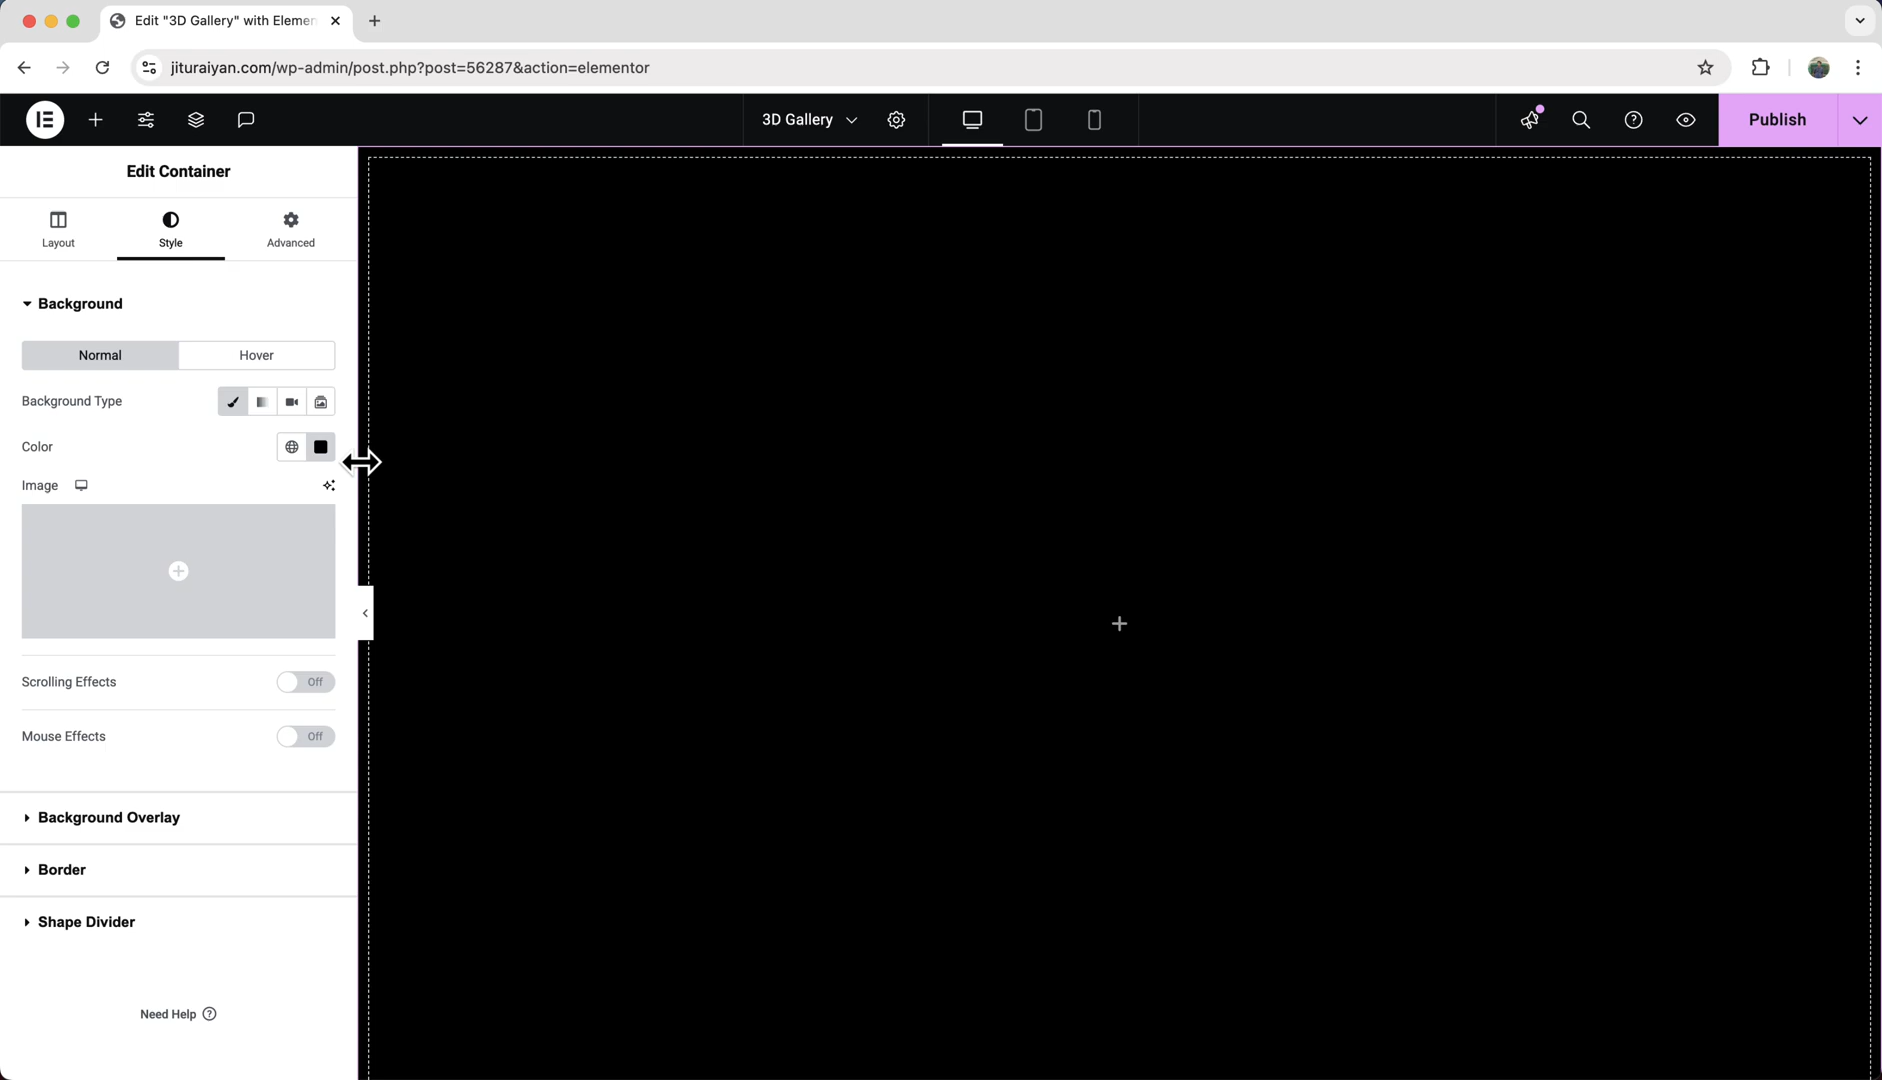 Edit "3D Gallery" with Elemen
jituraiyan.com/wp-admin/post.php?post=56287&action=elementor
3D Gallery
Publish
Edit Container
Layout
Style
Advanced
Background
Normal
Hover
Background Type
Color
Image
Scrolling Effects
Off
Mouse Effects
Off
Background Overlay
Border
Shape Divider
Need Help